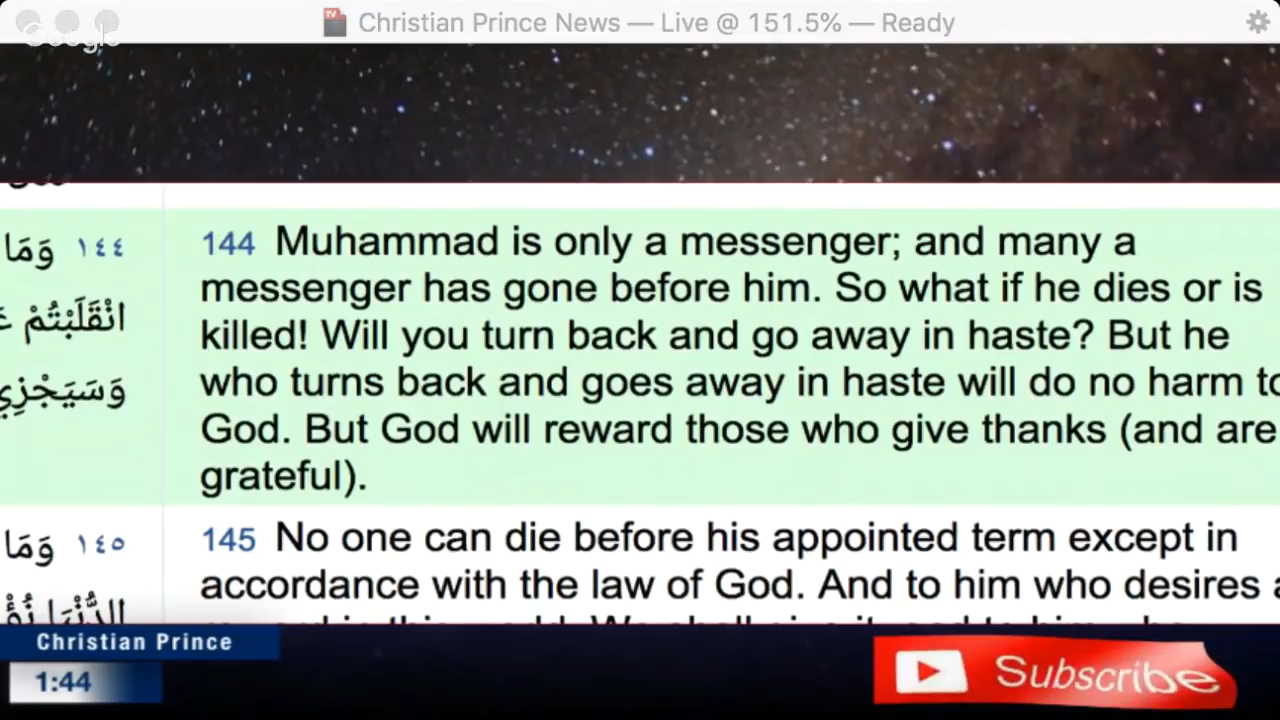 Christian Prince News — Live @ 151.5% — Ready
Google
١٤٤ وَمَا
144 Muhammad is only a messenger; and many a
messenger has gone before him. So what if he dies or is
انْقَلَبْتُمْ
killed! Will you turn back and go away in haste? But he
وَسَيَجْزِي
who turns back and goes away in haste will do no harm to
God. But God will reward those who give thanks (and are
grateful).
١٤٥ وَمَا
145 No one can die before his appointed term except in
accordance with the law of God. And to him who desires a
Christian Prince
1:44
Subscribe